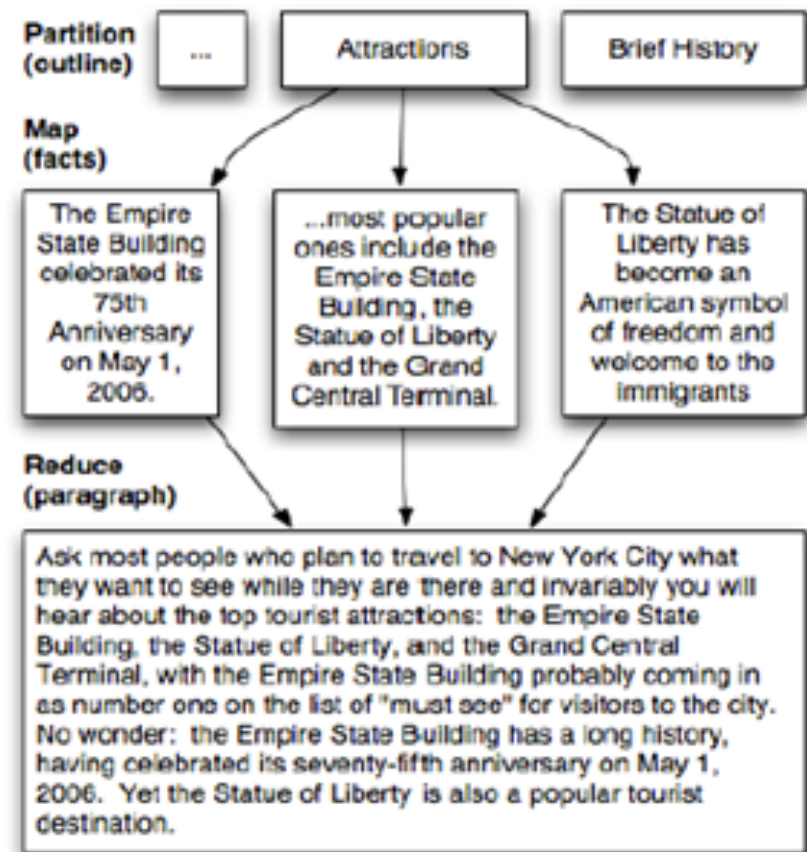 Partition
(outline)
...
Attractions
Brief History
Map
(facts)
The Empire
State Building
celebrated its
75th
Anniversary
on May 1,
2006.
...most popular
ones include the
Empire State
Building, the
Statue of Liberty
and the Grand
Central Terminal.
The Statue of
Liberty has
become an
American symbol
of freedom and
welcome to the
immigrants
Reduce
(paragraph)
Ask most people who plan to travel to New York City what
they want to see while they are there and invariably you will
hear about the top tourist attractions: the Empire State
Building, the Statue of Liberty, and the Grand Central
Terminal, with the Empire State Building probably coming in
as number one on the list of "must see" for visitors to the city.
No wonder: the Empire State Building has a long history,
having celebrated its seventy-fifth anniversary on May 1,
2006. Yet the Statue of Liberty is also a popular tourist
destination.